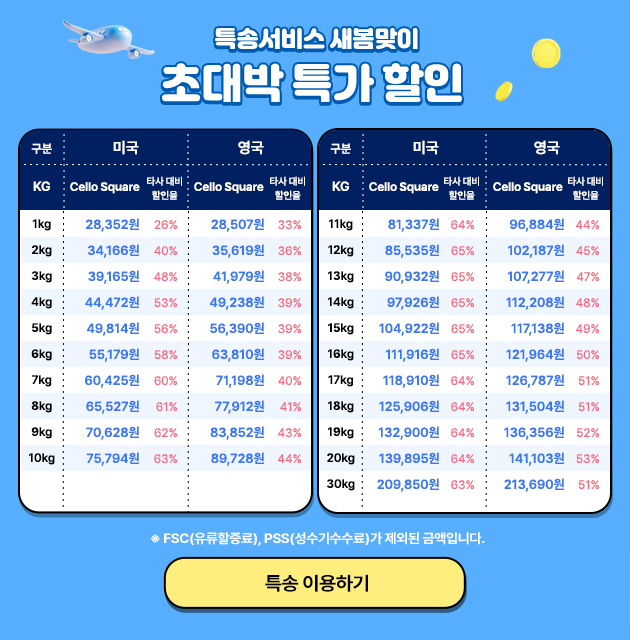 특송서비스 새봄맞이
초대박 특가 할인
구분 미국 영국
KG Cello Square 타사 대비 할인율 Cello Square 타사 대비 할인율
1kg 28,352원 26% 28,507원 33%
2kg 34,166원 40% 35,619원 36%
3kg 39,165원 48% 41,979원 38%
4kg 44,472원 53% 49,238원 39%
5kg 49,814원 56% 56,390원 39%
6kg 55,179원 58% 63,810원 39%
7kg 60,425원 60% 71,198원 40%
8kg 65,527원 61% 77,912원 41%
9kg 70,628원 62% 83,852원 43%
10kg 75,794원 63% 89,728원 44%
구분 미국 영국
KG Cello Square 타사 대비 할인율 Cello Square 타사 대비 할인율
11kg 81,337원 64% 96,884원 44%
12kg 85,535원 65% 102,187원 45%
13kg 90,932원 65% 107,277원 47%
14kg 97,926원 65% 112,208원 48%
15kg 104,922원 65% 117,138원 49%
16kg 111,916원 65% 121,964원 50%
17kg 118,910원 64% 126,787원 51%
18kg 125,906원 64% 131,504원 51%
19kg 132,900원 64% 136,356원 52%
20kg 139,895원 64% 141,103원 53%
30kg 209,850원 63% 213,690원 51%
※ FSC(유류할증료), PSS(성수기수수료)가 제외된 금액입니다.
특송 이용하기